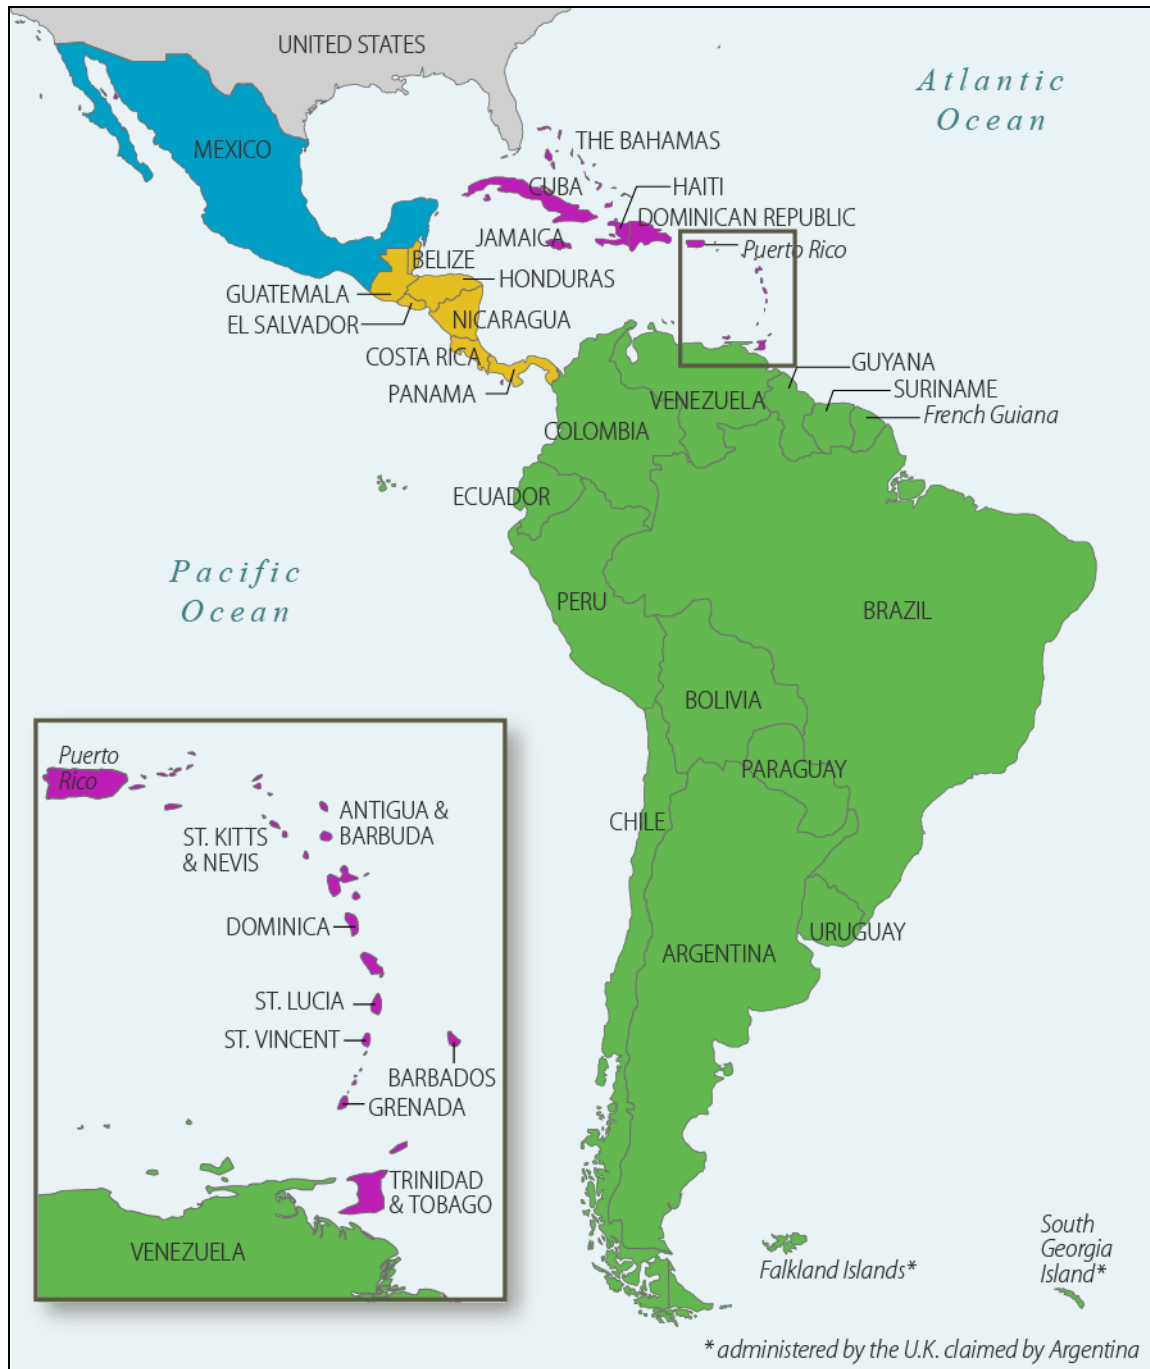 UNITED STATES
Atlantic
Ocean
MEXICO
THE BAHAMAS
CUBA
HAITI
DOMINICAN REPUBLIC
JAMAICA
Puerto Rico
BELIZE
HONDURAS
GUATEMALA
EL SALVADOR
NICARAGUA
COSTA RICA
PANAMA
GUYANA
SURINAME
French Guiana
VENEZUELA
COLOMBIA
ECUADOR
Pacific
Ocean
PERU
BRAZIL
BOLIVIA
PARAGUAY
CHILE
URUGUAY
ARGENTINA
Puerto
Rico
ANTIGUA &
BARBUDA
ST. KITTS
& NEVIS
DOMINICA
ST. LUCIA
ST. VINCENT
BARBADOS
GRENADA
TRINIDAD
& TOBAGO
VENEZUELA
Falkland Islands*
South
Georgia
Island*
* administered by the U.K. claimed by Argentina